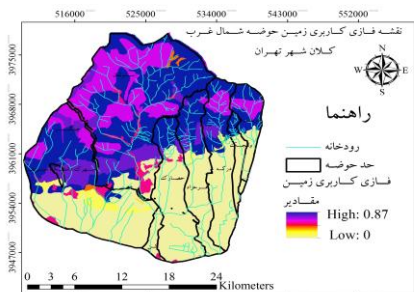 516000 525000 534000 543000 552000
نقشه فازی کاربری زمین حوضه شمال غرب
کلان شهر تهران
N
W E
S
3975000
3968000
3961000
3954000
3947000
راهنما
رودخانه
حد حوضه
فازی کاربری زمین
مقادیر
High: 0.87
Low: 0
0 3 6 12 18 24
Kilometers